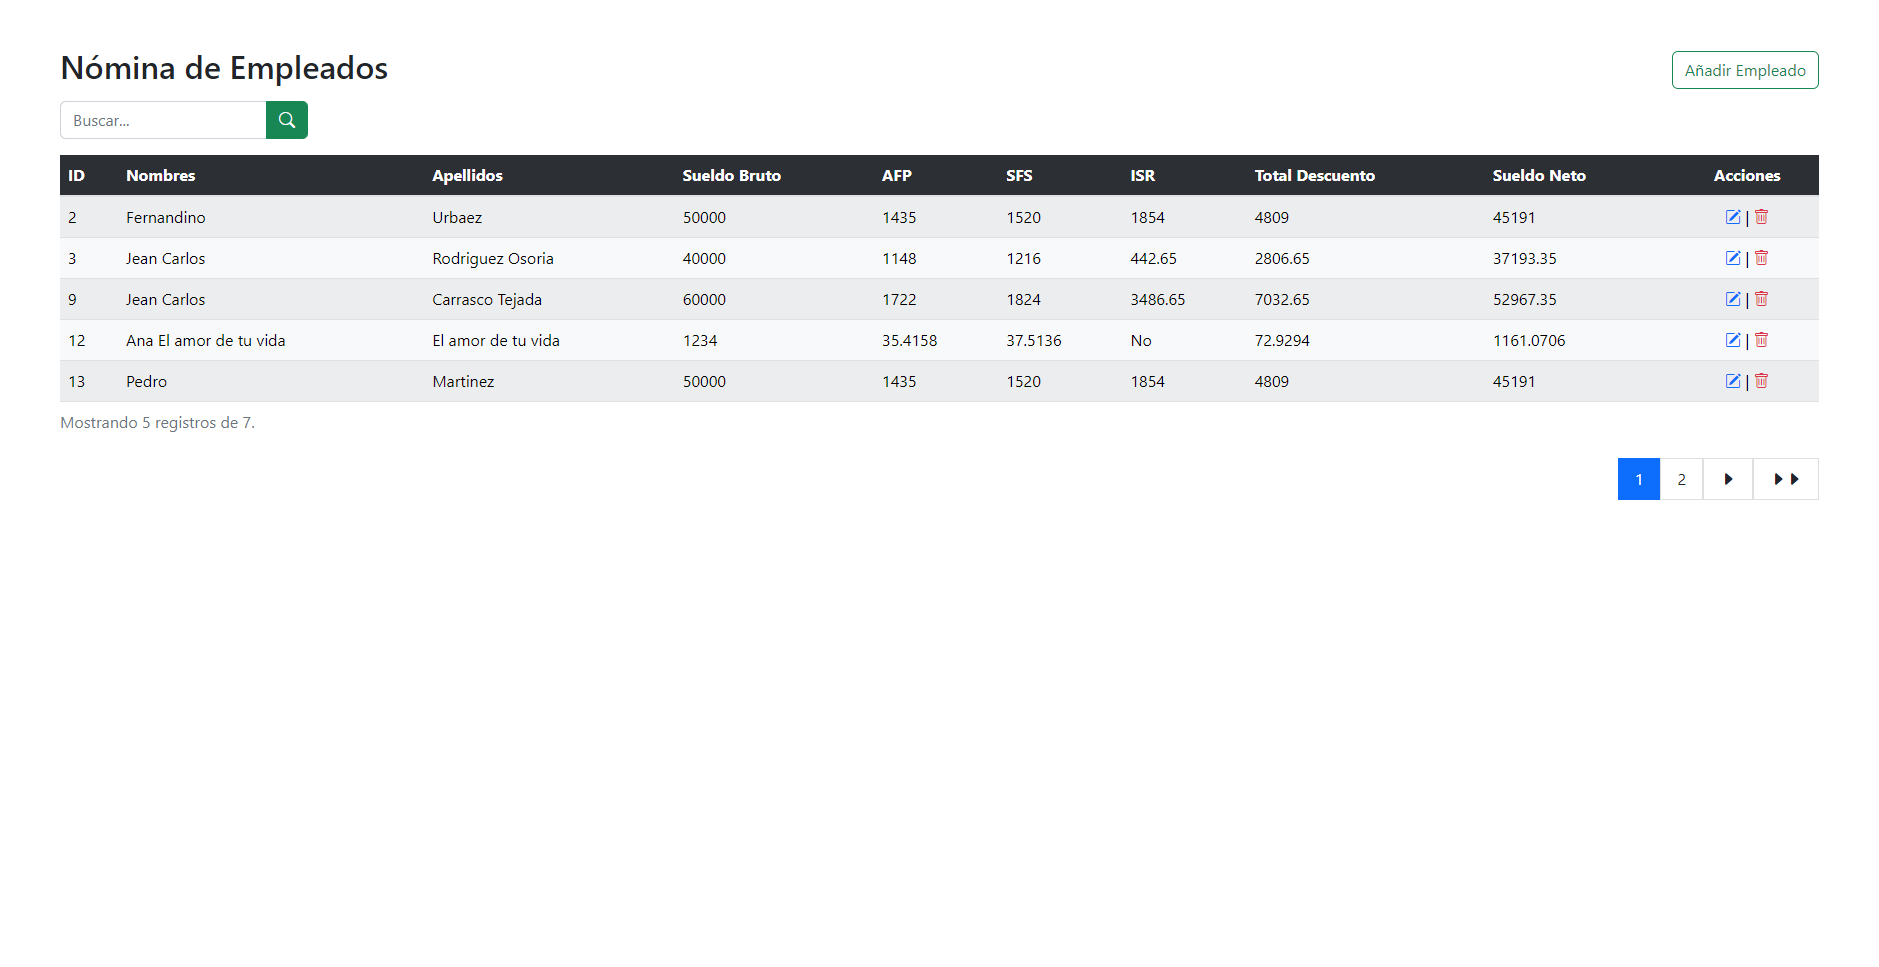 Nómina de Empleados
Añadir Empleado
Buscar...
ID Nombres Apellidos Sueldo Bruto AFP SFS ISR Total Descuento Sueldo Neto Acciones
2 Fernandino Urbaez 50000 1435 1520 1854 4809 45191 |
3 Jean Carlos Rodriguez Osoria 40000 1148 1216 442.65 2806.65 37193.35 |
9 Jean Carlos Carrasco Tejada 60000 1722 1824 3486.65 7032.65 52967.35 |
12 Ana El amor de tu vida El amor de tu vida 1234 35.4158 37.5136 No 72.9294 1161.0706 |
13 Pedro Martinez 50000 1435 1520 1854 4809 45191 |
Mostrando 5 registros de 7.
1 2